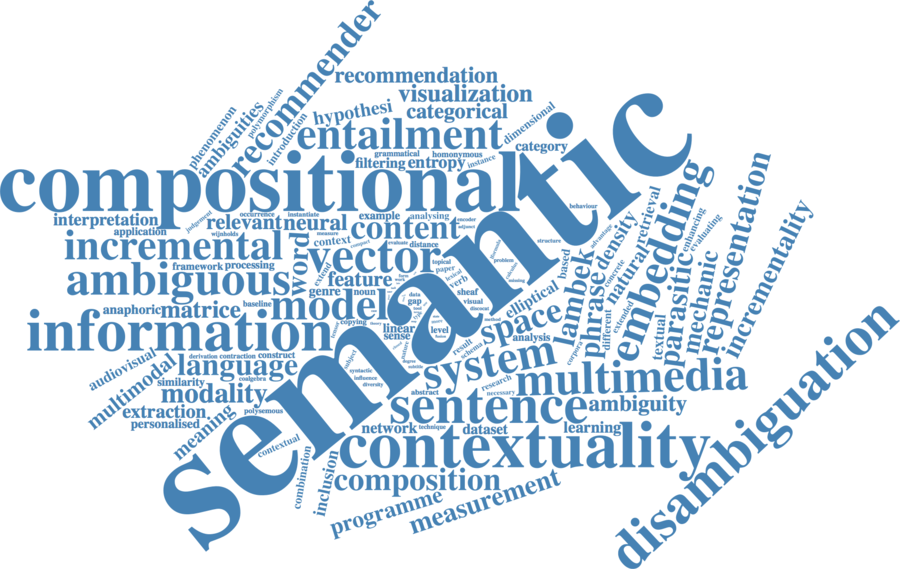 recommender
recommendation
visualization
hypothesi
categorical
dimensional
phenomenon
ambiguities
polymorphism
introduction
entailment
category
grammatical
homonymous
filtering
entropy
instance
compositional
semantic
judgement
occurrence
instantiate
example
analysing
encoder
adjunct
behaviour
interpretation
application
relevant
neural
content
measure
context
compact
evaluate
distance
structure
incremental
word
vector
topical
paper
problem
framework
processing
extend
feature
lexical
verb
ambiguous
genre
noun
sheaf
visual
missing
anaphoric
matrice
baseline
model
data
gap
elliptical
information
copying
linear
sense
level
space
analysis
lambek
based
phrase
density
advantage
concrete
natural
retrieval
embedding
different
extended
textual
parasitic
enhancing
evaluating
mechanic
representation
incrementality
audiovisual
derivation
contraction
construct
language
similarity
coalgebra
multimodal
modality
subject
syntactic
influence
diversity
degree
result
schema
system
corpora
multimedia
research
necessary
abstract
extraction
personalised
polysemous
meaning
sentence
ambiguity
network
technique
dataset
learning
method
contextual
contextuality
disambiguation
combination
inclusion
composition
programme
measurement